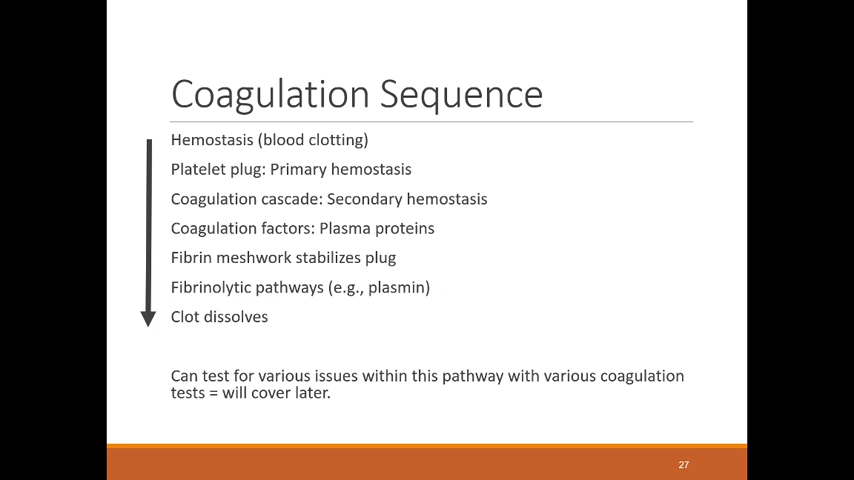 Coagulation Sequence
Hemostasis (blood clotting)
Platelet plug: Primary hemostasis
Coagulation cascade: Secondary hemostasis
Coagulation factors: Plasma proteins
Fibrin meshwork stabilizes plug
Fibrinolytic pathways (e.g., plasmin)
Clot dissolves
Can test for various issues within this pathway with various coagulation
tests = will cover later.
27